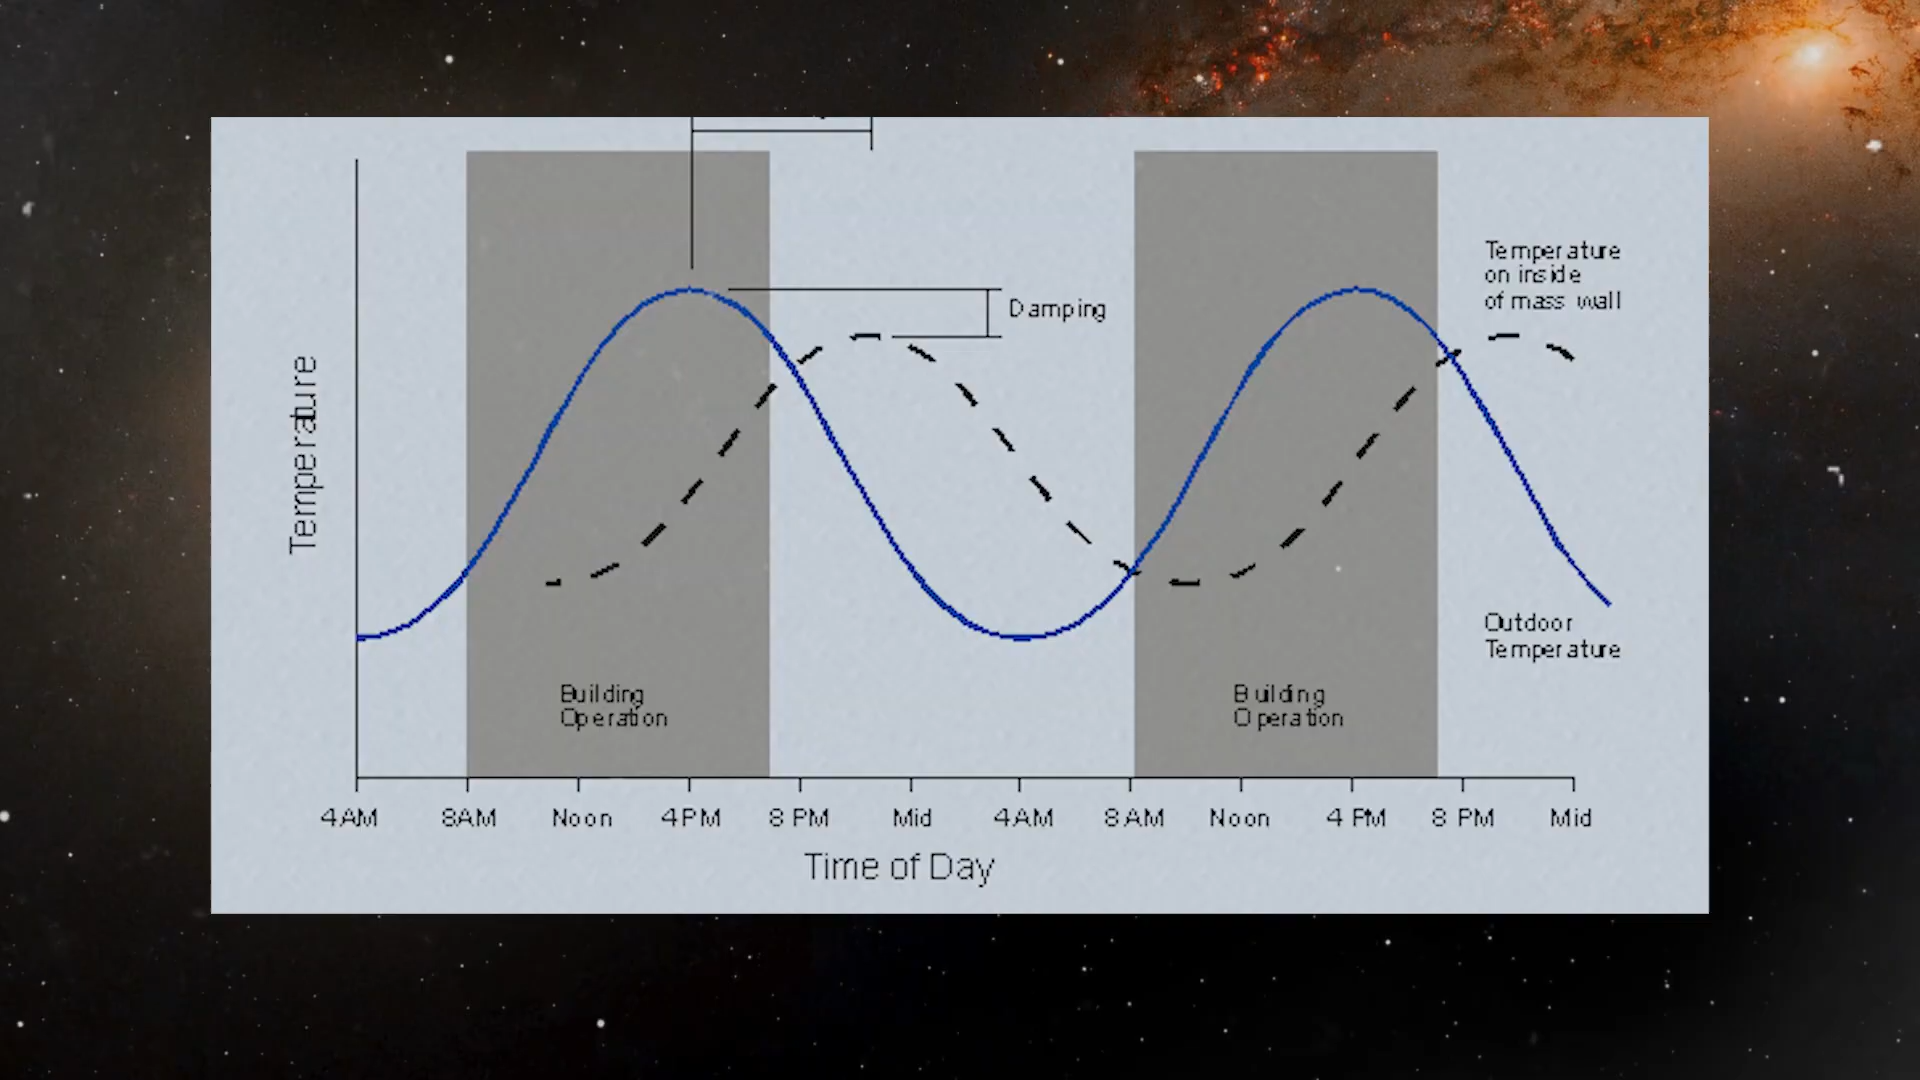 Temperature
on inside
of mass wall
Damping
Temperature
Outdoor
Temperature
Building
Operation
Building
Operation
4AM 8AM Noon 4PM 8 PM Mid 4AM 8AM Noon 4 PM 8 PM Mid
Time of Day